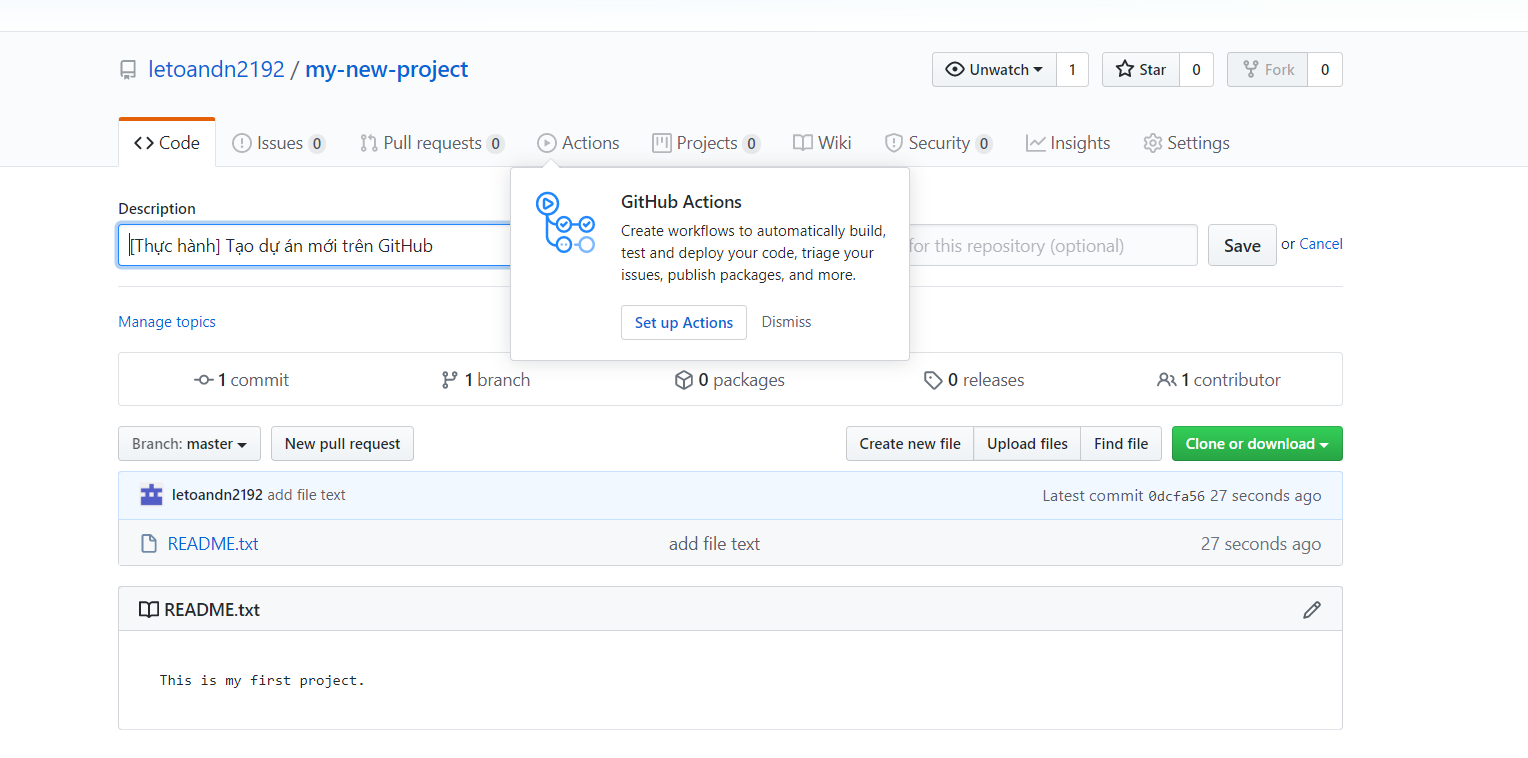 letoandn2192 / my-new-project
Unwatch 1 Star 0 Fork 0
Code Issues 0 Pull requests 0 Actions Projects 0 Wiki Security 0 Insights Settings
Description
[Thực hành] Tạo dự án mới trên GitHub
for this repository (optional)
Save or Cancel
GitHub Actions
Create workflows to automatically build,
test and deploy your code, triage your
issues, publish packages, and more.
Set up Actions Dismiss
Manage topics
1 commit 1 branch 0 packages 0 releases 1 contributor
Branch: master New pull request Create new file Upload files Find file Clone or download
letoandn2192 add file text Latest commit 0dcfa56 27 seconds ago
README.txt add file text 27 seconds ago
README.txt
This is my first project.